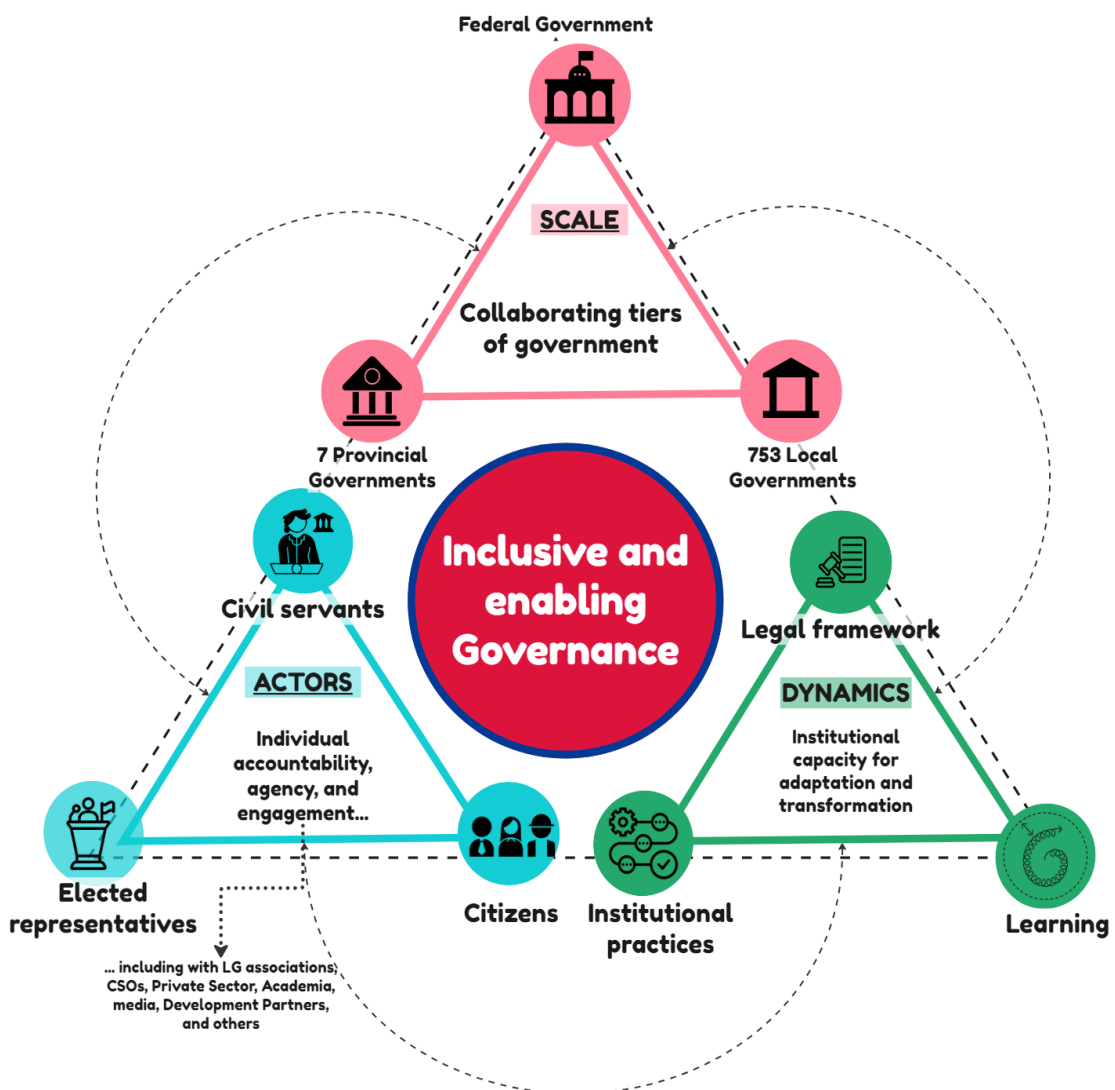 Federal Government
SCALE
Collaborating tiers
of government
7 Provincial
Governments
753 Local
Governments
Inclusive and
enabling
Governance
Civil servants
ACTORS
Individual
accountability,
agency, and
engagement...
Elected
representatives
Citizens
... including with LG associations,
CSOs, Private Sector, Academia,
media, Development Partners,
and others
Legal framework
DYNAMICS
Institutional
capacity for
adaptation and
transformation
Institutional
practices
Learning